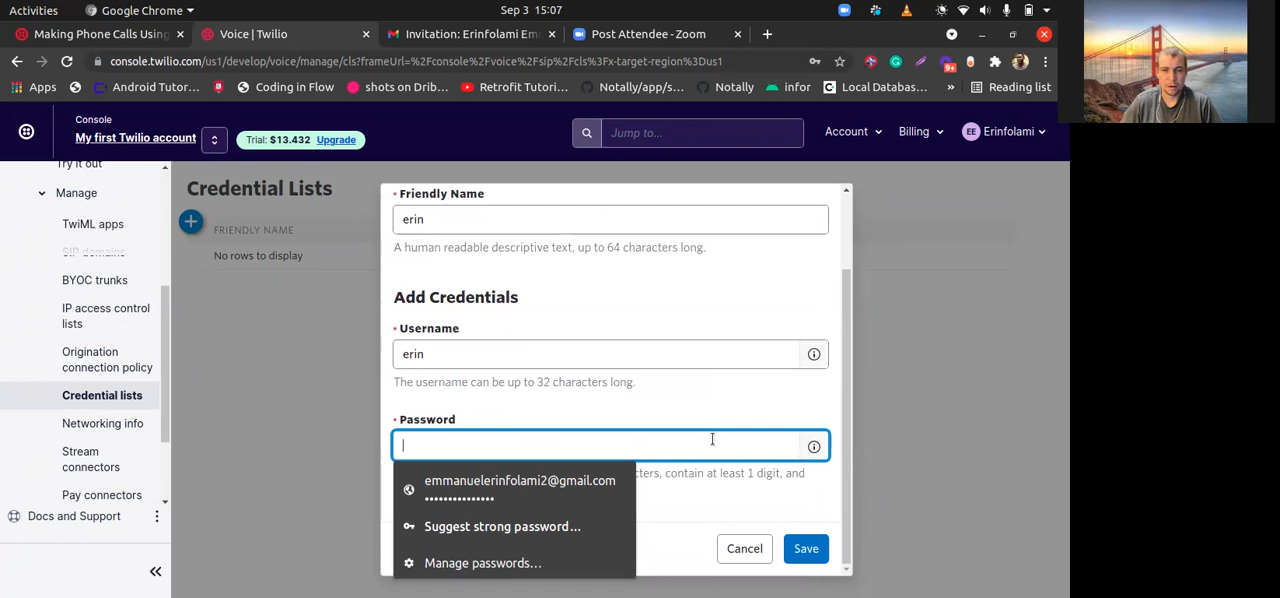 Activities
Google Chrome
Sep 3 15:07
Making Phone Calls Using
Voice | Twilio
Invitation: Erinfolami Em
Post Attendee - Zoom
console.twilio.com/us1/develop/voice/manage/cls?frameUrl=%2Fconsole%2Fvoice%2Fsip%2Fcls%3Fx-target-region%3Dus1
9+
Apps
Android Tutor...
Coding in Flow
shots on Drib...
Retrofit Tutori...
Notally/app/s...
Notally
infor
Local Databas...
»
Reading list
Console
My first Twilio account
Trial: $13.432 Upgrade
Jump to...
Account
Billing
EE
Erinfolami
Try it out
Manage
TwiML apps
SIP domains
BYOC trunks
IP access control
lists
Origination
connection policy
Credential lists
Networking info
Stream
connectors
Pay connectors
Docs and Support
Credential Lists
FRIENDLY NAME
No rows to display
• Friendly Name
erin
A human readable descriptive text, up to 64 characters long.
Add Credentials
• Username
erin
The username can be up to 32 characters long.
• Password
cters, contain at least 1 digit, and
emmanuelerinfolami2@gmail.com
•••••••••••••••
Suggest strong password...
Manage passwords...
Cancel
Save